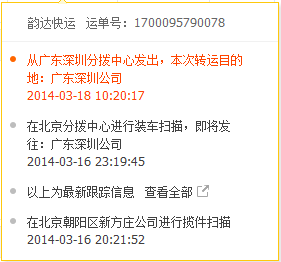 韵达快运 运单号：1700095790078
从广东深圳分拨中心发出，本次转运目的
地：广东深圳公司
2014-03-18 10:20:17
在北京分拨中心进行装车扫描，即将发
往：广东深圳公司
2014-03-16 23:19:45
以上为最新跟踪信息 查看全部
在北京朝阳区新方庄公司进行揽件扫描
2014-03-16 20:21:52